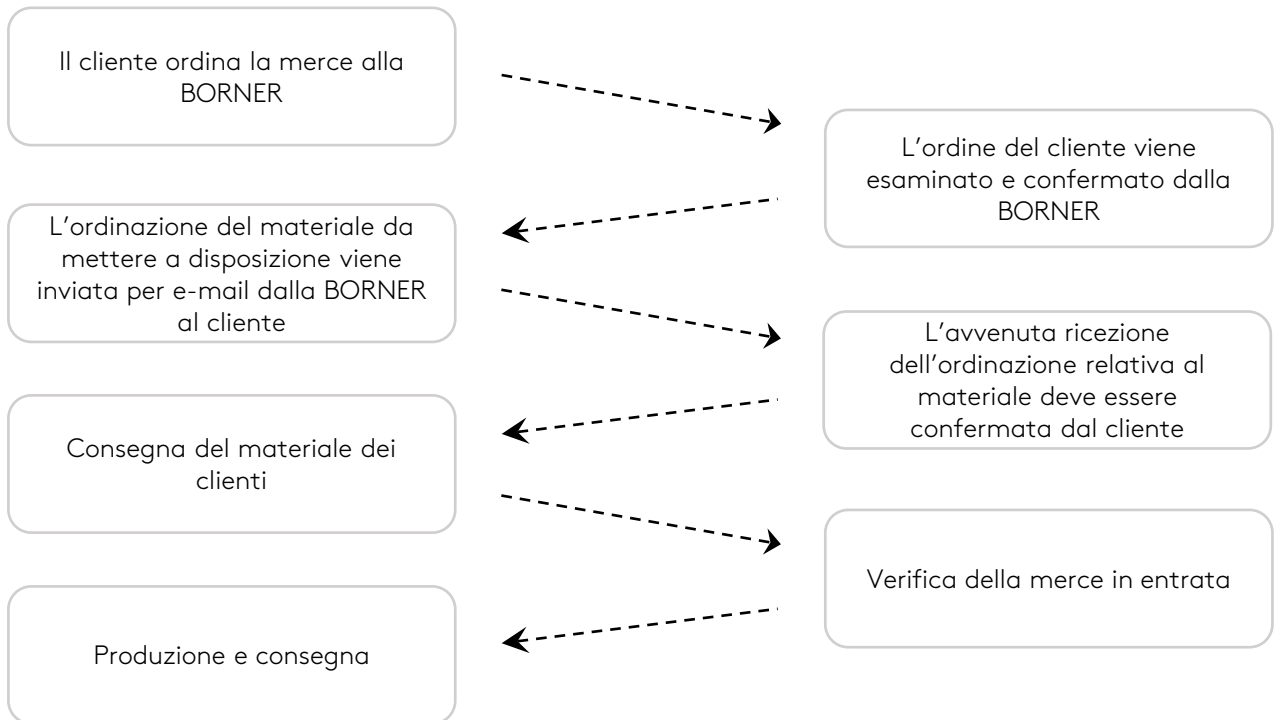 Il cliente ordina la merce alla
BORNER
L'ordine del cliente viene
esaminato e confermato dalla
BORNER
L'ordinazione del materiale da
mettere a disposizione viene
inviata per e-mail dalla BORNER
al cliente
L'avvenuta ricezione
dell'ordinazione relativa al
materiale deve essere
confermata dal cliente
Consegna del materiale dei
clienti
Verifica della merce in entrata
Produzione e consegna